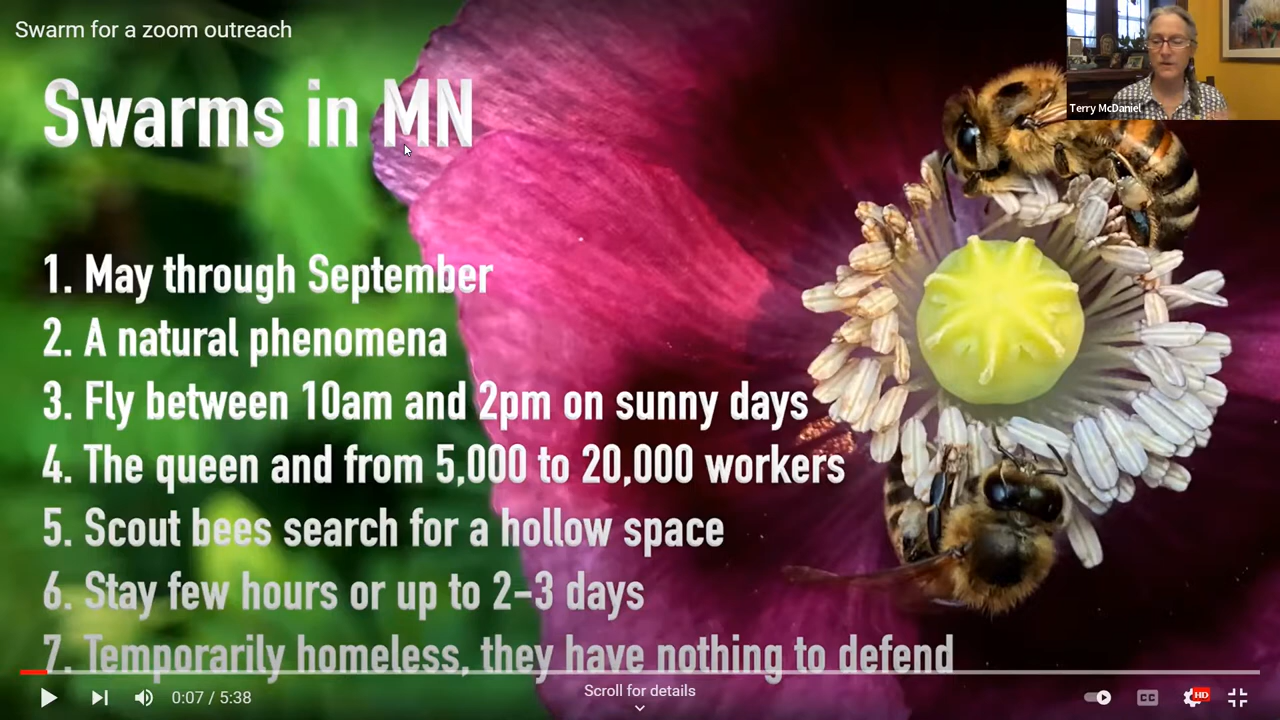 Swarm for a zoom outreach
Terry McDaniel
Swarms in MN
1. May through September
2. A natural phenomena
3. Fly between 10am and 2pm on sunny days
4. The queen and from 5,000 to 20,000 workers
5. Scout bees search for a hollow space
6. Stay few hours or up to 2-3 days
7. Temporarily homeless, they have nothing to defend
0:07 / 5:38
Scroll for details
CC
HD